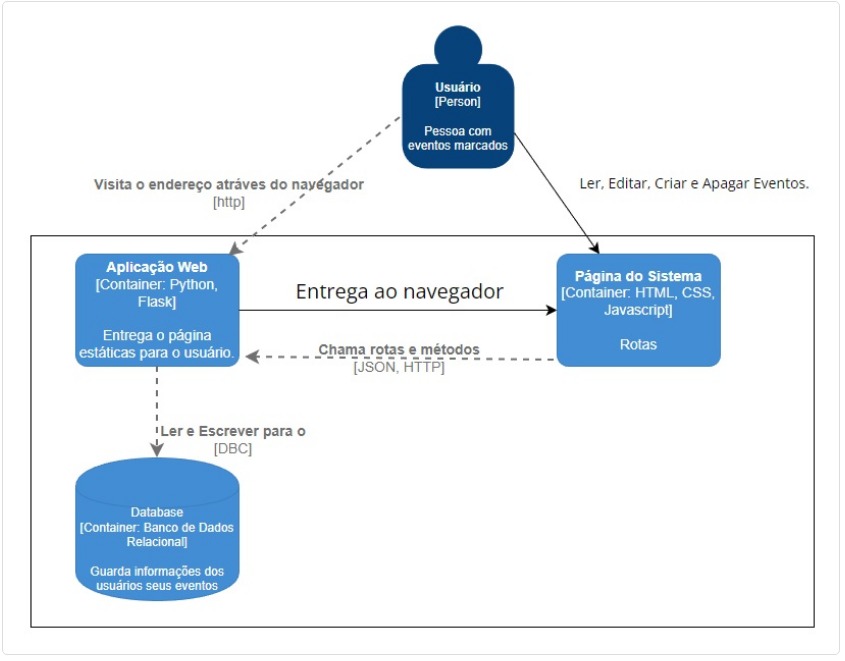 Usuário
[Person]
Pessoa com
eventos marcados
Visita o endereço atráves do navegador
[http]
Ler, Editar, Criar e Apagar Eventos.
Aplicação Web
[Container: Python,
Flask]
Entrega o página
estáticas para o usuário.
Entrega ao navegador
Página do Sistema
[Container: HTML, CSS,
Javascript]
Rotas
Chama rotas e métodos
[JSON, HTTP]
Ler e Escrever para o
[DBC]
Database
[Container: Banco de Dados
Relacional]
Guarda informações dos
usuários seus eventos